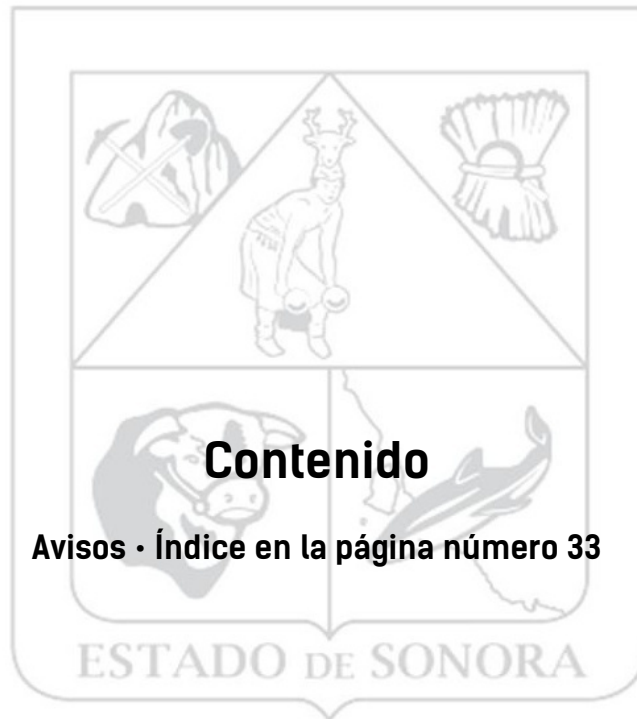 Contenido
Avisos • Índice en la página número 33
ESTADO DE SONORA